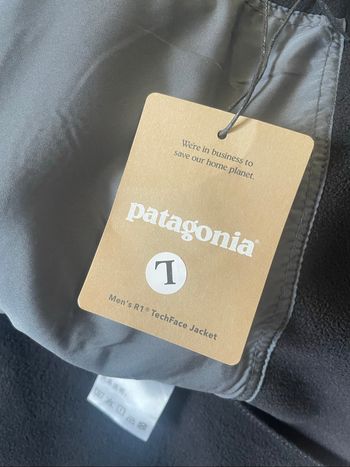 We're in business to
save our home planet.
patagonia®
L
Men's R1® TechFace Jacket